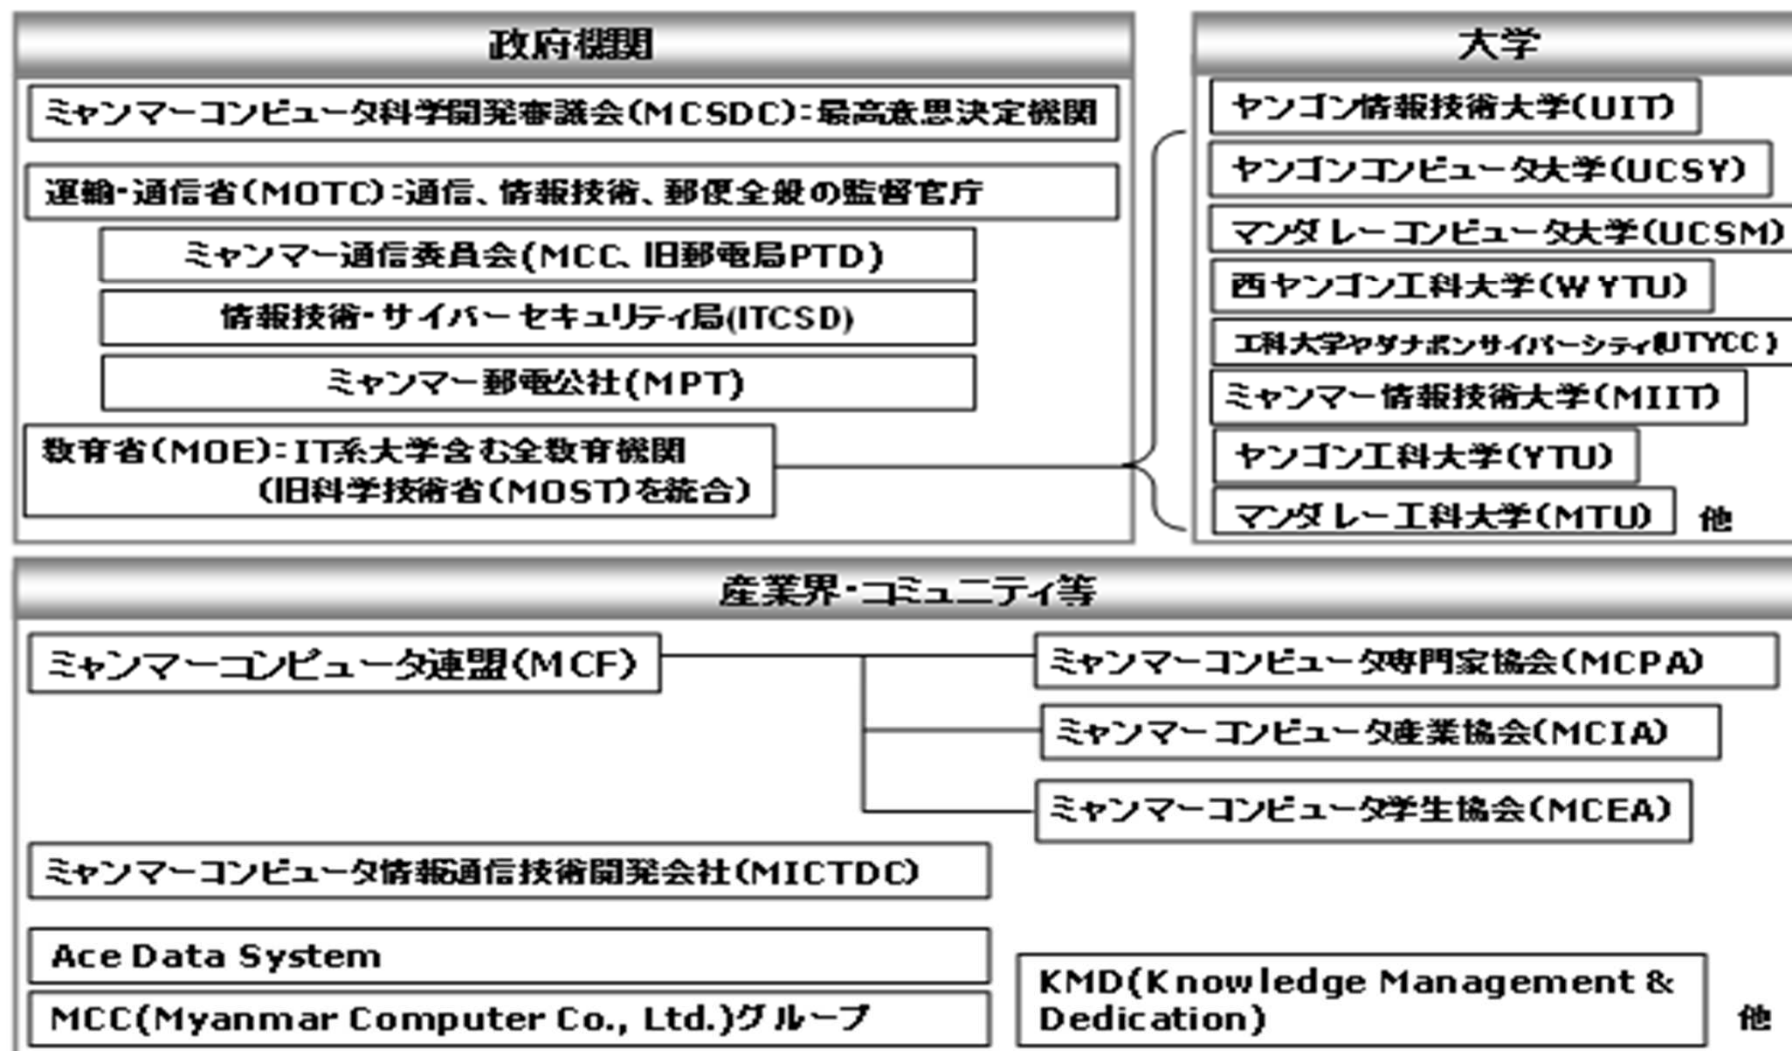 政府機関
ミャンマーコンピュータ科学開発審議会(MCSDC):最高意思決定機関
運輸・通信省(MOTC):通信、情報技術、郵便全般の監督官庁
ミャンマー通信委員会(MCC、旧郵電局PTD)
情報技術・サイバーセキュリティ局(ITCSD)
ミャンマー郵電公社(MPT)
教育省(MOE):IT系大学含む全教育機関
(旧科学技術省(MOST)を統合)
大学
ヤンゴン情報技術大学(UIT)
ヤンゴンコンピュータ大学(UCSY)
マンダレーコンピュータ大学(UCSM)
西ヤンゴン工科大学(WYTU)
工科大学ヤダナポンサイバーシティ(UTYCC)
ミャンマー情報技術大学(MIIT)
ヤンゴン工科大学(YTU)
マンダレー工科大学(MTU) 他
産業界・コミュニティ等
ミャンマーコンピュータ連盟(MCF)
ミャンマーコンピュータ専門家協会(MCPA)
ミャンマーコンピュータ産業協会(MCIA)
ミャンマーコンピュータ学生協会(MCEA)
ミャンマーコンピュータ情報通信技術開発会社(MICTDC)
Ace Data System
MCC(Myanmar Computer Co., Ltd.)グループ
KMD(Knowledge Management &
Dedication)
他